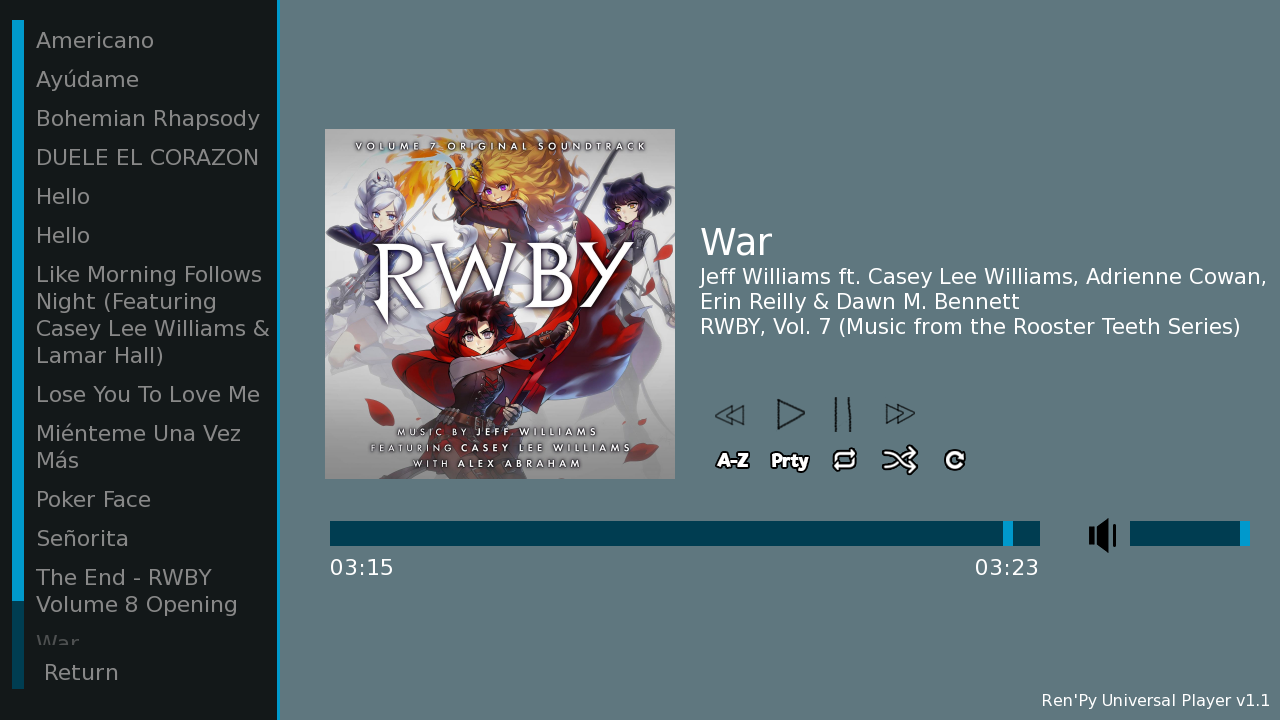 Americano
Ayúdame
Bohemian Rhapsody
DUELE EL CORAZON
Hello
Hello
Like Morning Follows
Night (Featuring
Casey Lee Williams &
Lamar Hall)
Lose You To Love Me
Miénteme Una Vez
Más
Poker Face
Señorita
The End - RWBY
Volume 8 Opening
War
Return
VOLUME 7 ORIGINAL SOUNDTRACK
RWBY
MUSIC BY JEFF WILLIAMS
FEATURING CASEY LEE WILLIAMS
WITH ALEX ABRAHAM
War
Jeff Williams ft. Casey Lee Williams, Adrienne Cowan,
Erin Reilly & Dawn M. Bennett
RWBY, Vol. 7 (Music from the Rooster Teeth Series)
A-Z Prty
03:15 03:23
Ren'Py Universal Player v1.1